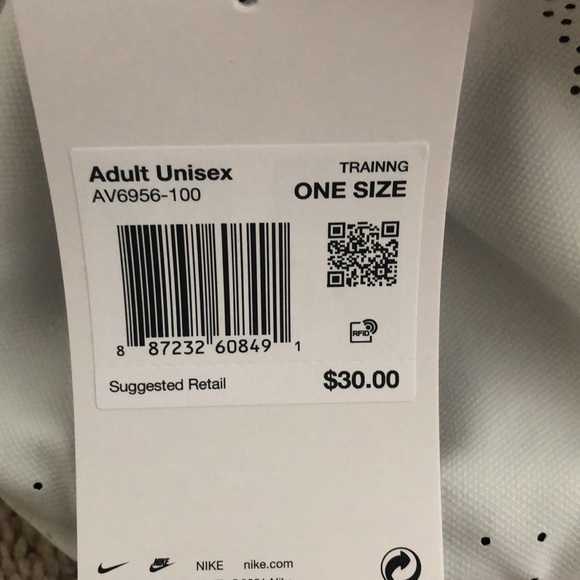 Adult Unisex
TRAINNG
AV6956-100
ONE SIZE
8 87232 60849 1
RFID
Suggested Retail
$30.00
NIKE nike.com